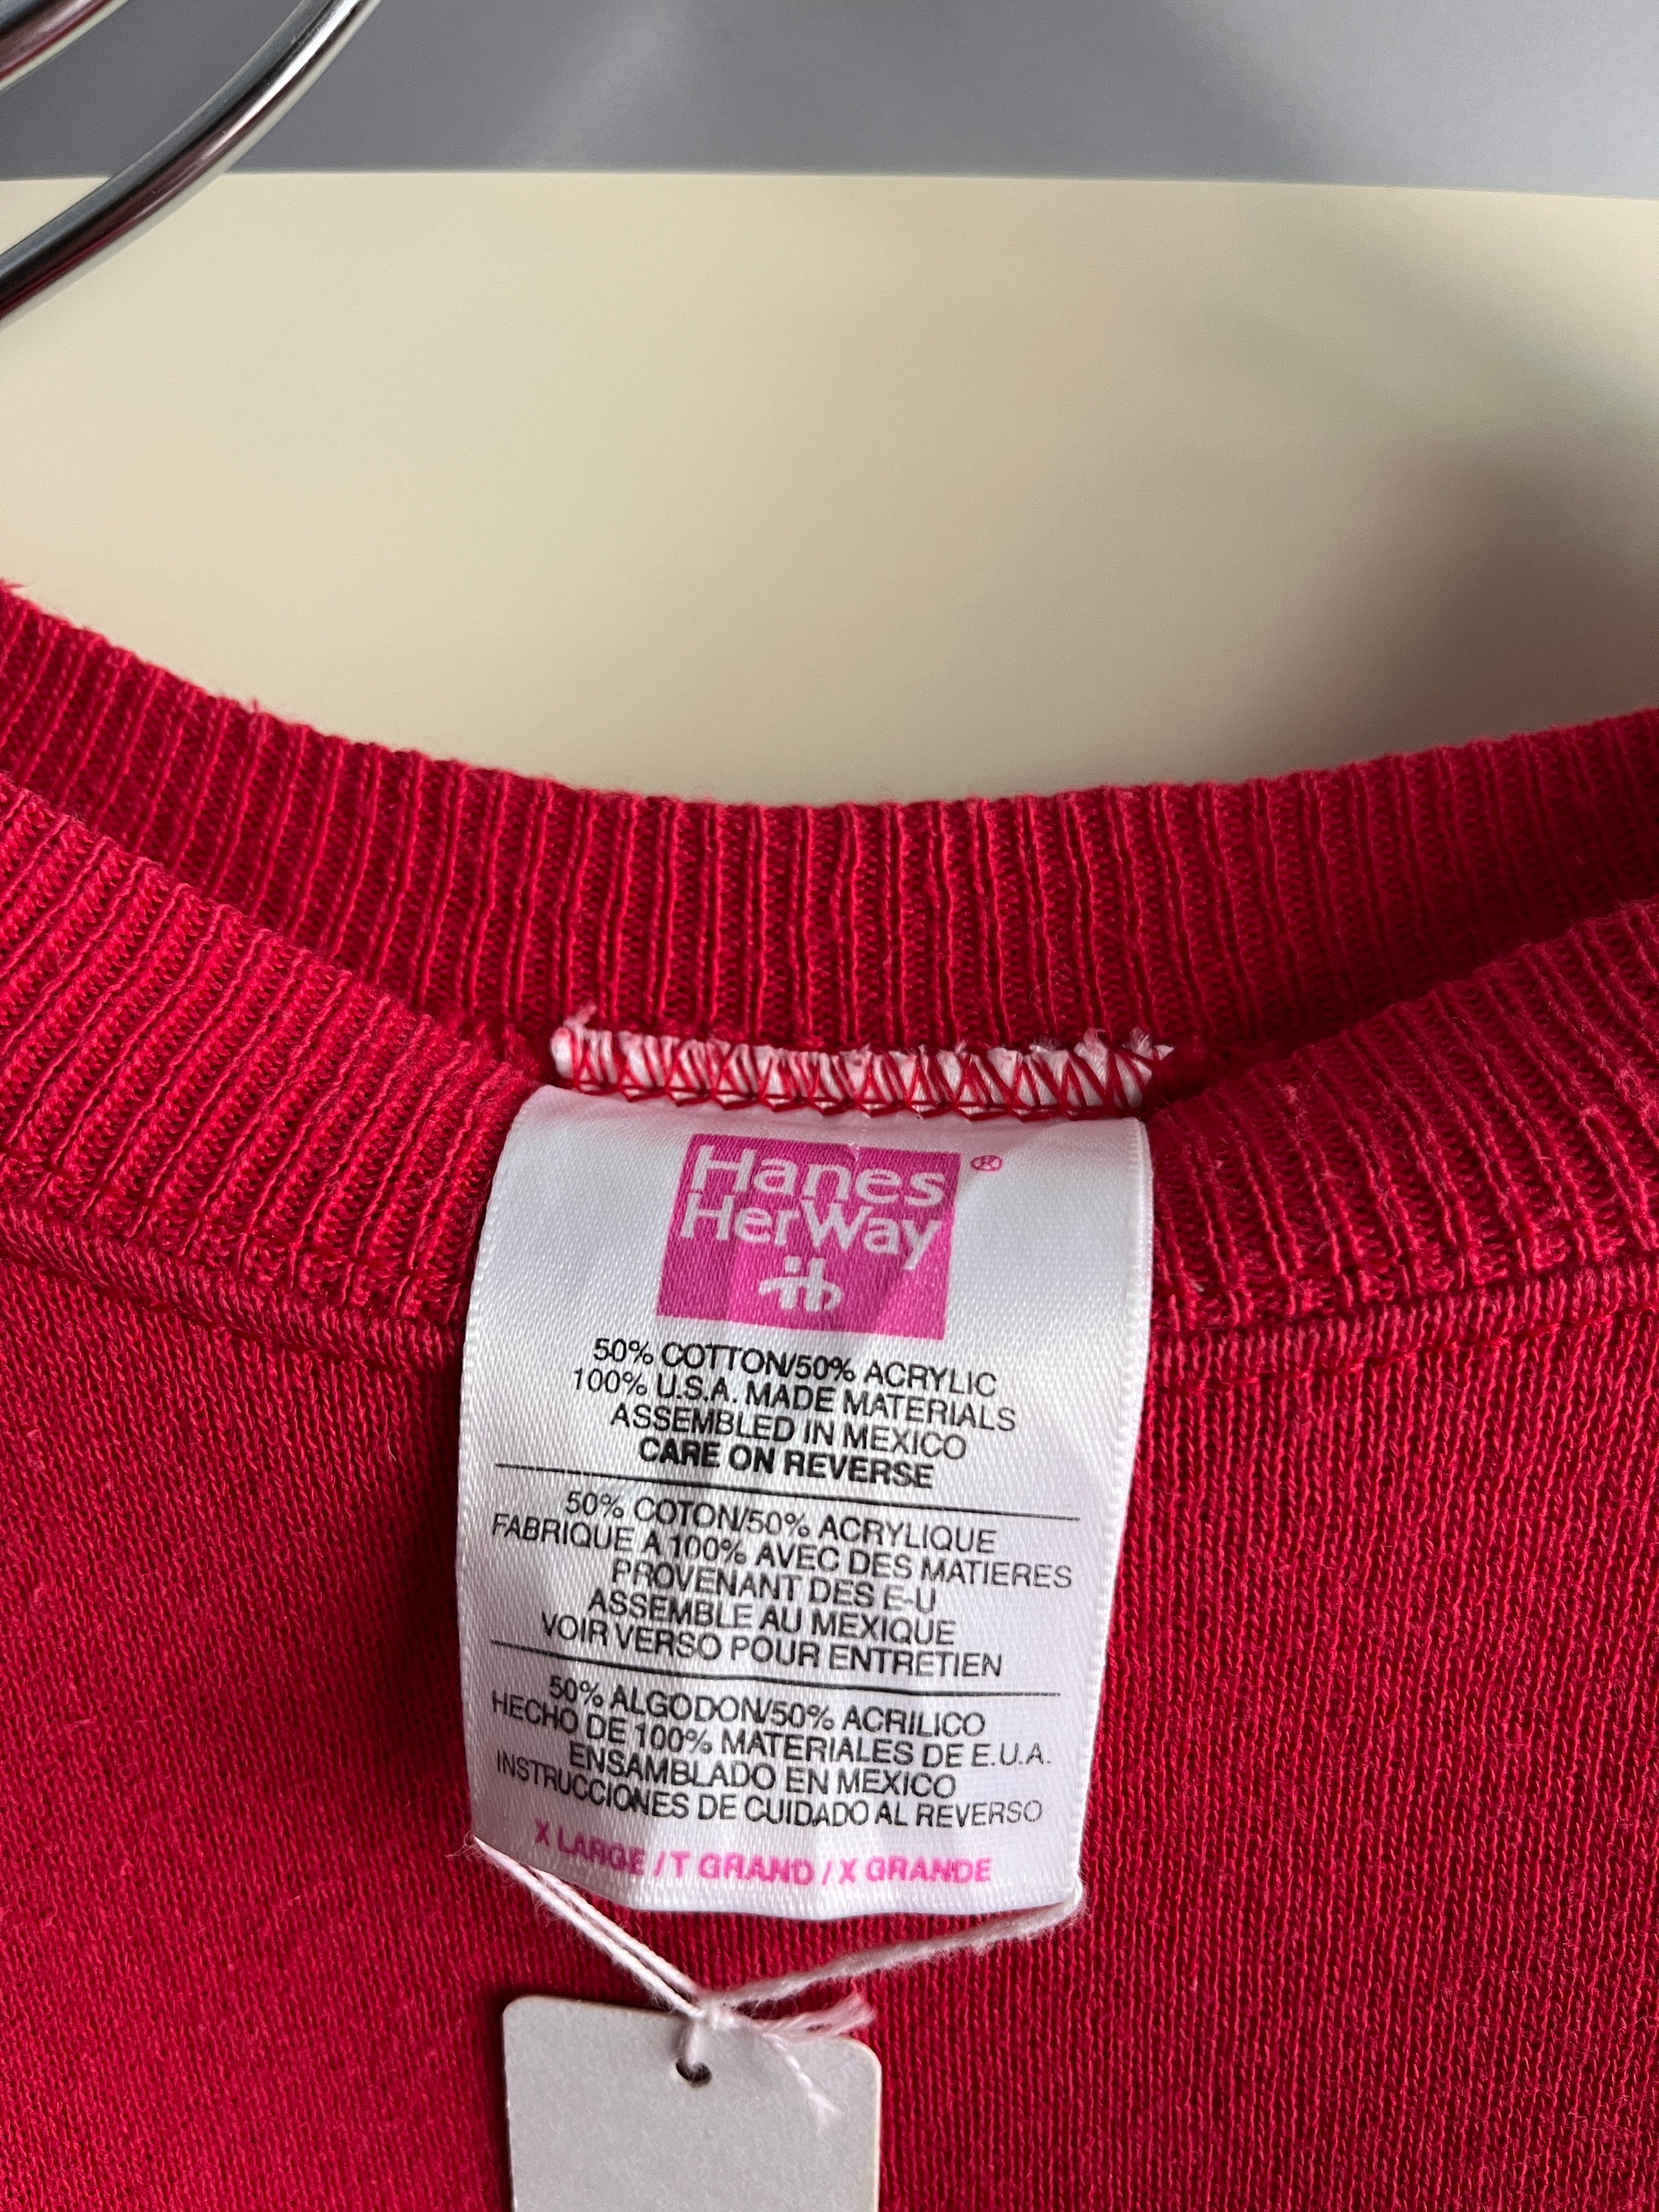 Hanes
HerWay
®
50% COTTON/50% ACRYLIC
100% U.S.A. MADE MATERIALS
ASSEMBLED IN MEXICO
CARE ON REVERSE
50% COTON/50% ACRYLIQUE
FABRIQUE A 100% AVEC DES MATIERES
PROVENANT DES E-U
ASSEMBLE AU MEXIQUE
VOIR VERSO POUR ENTRETIEN
50% ALGODON/50% ACRILICO
HECHO DE 100% MATERIALES DE E.U.A.
ENSAMBLADO EN MEXICO
INSTRUCCIONES DE CUIDADO AL REVERSO
X LARGE / T GRAND / X GRANDE